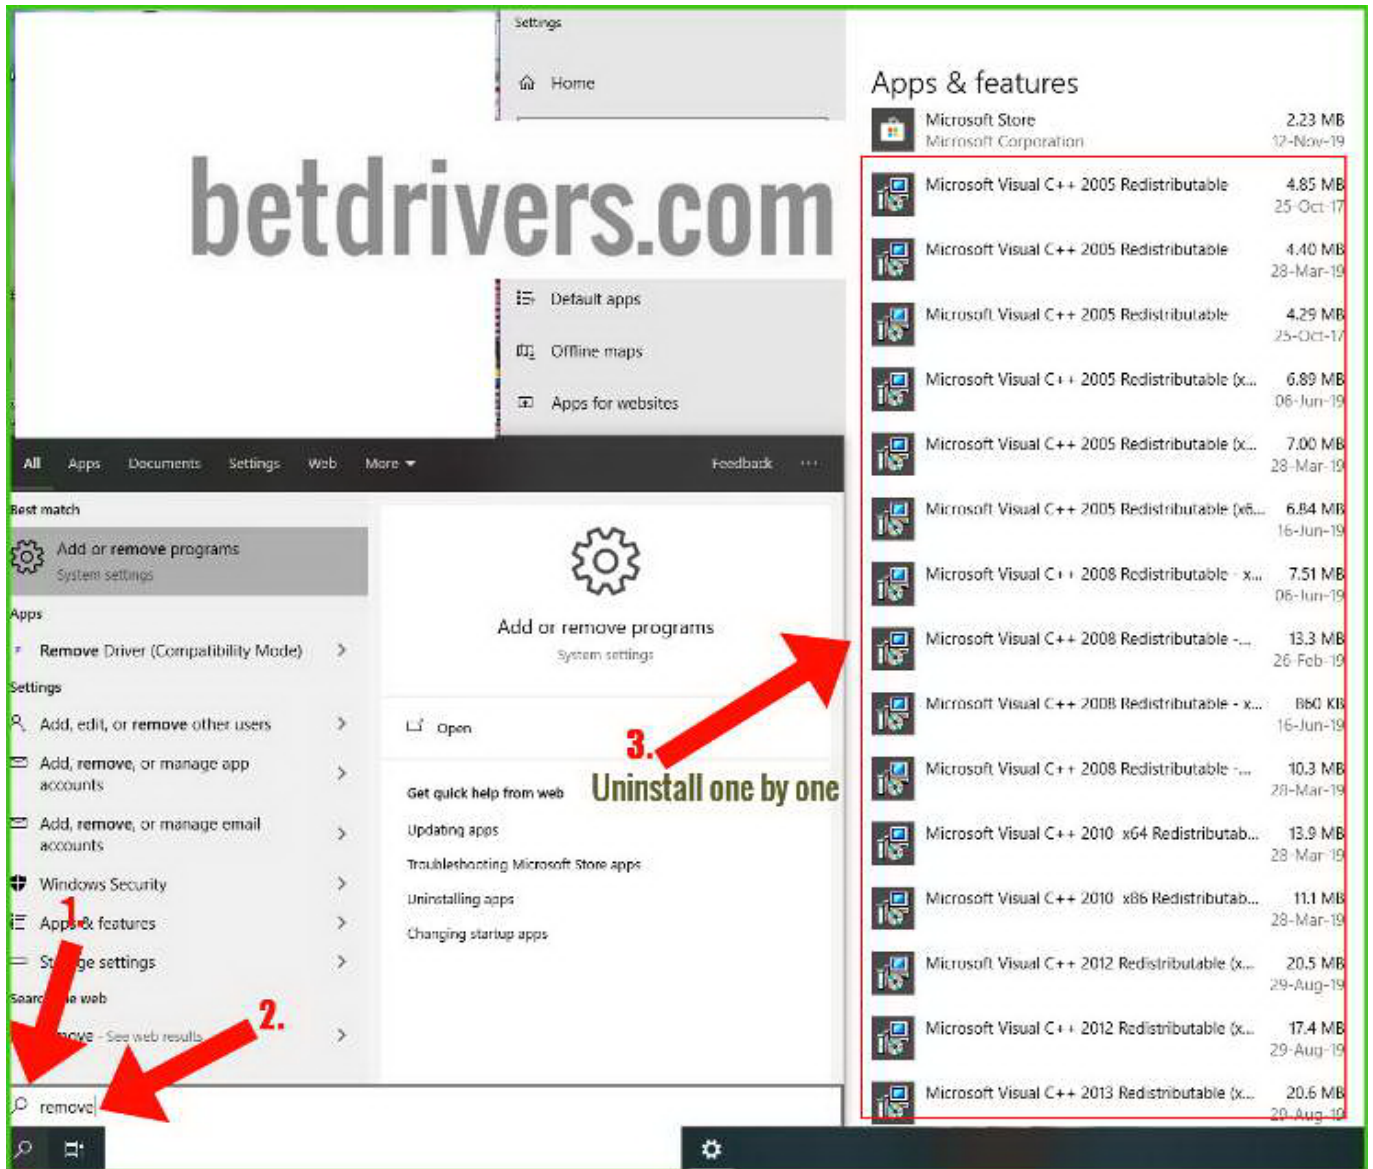 Settings
Home
betdrivers.com
Default apps
Offline maps
Apps for websites
All Apps Documents Settings Web More Feedback ...
Best match
Add or remove programs
System settings
Apps
Remove Driver (Compatibility Mode)
Settings
Add, edit, or remove other users
Add, remove, or manage app
accounts
Add, remove, or manage email
accounts
Windows Security
1.
Apps & features
settings
web
- See web results
2.
remove
Add or remove programs
System settings
Open
3.
Uninstall one by one
Get quick help from web
Updating apps
Troubleshooting Microsoft Store apps
Uninstalling apps
Changing startup apps
Apps & features
Microsoft Store 2.23 MB
Microsoft Corporation 12-Nov-19
Microsoft Visual C++ 2005 Redistributable 4.85 MB
25-Oct-17
Microsoft Visual C++ 2005 Redistributable 4.40 MB
28-Mar-19
Microsoft Visual C++ 2005 Redistributable 4.29 MB
25-Oct-17
Microsoft Visual C++ 2005 Redistributable (x... 6.89 MB
06-Jun-19
Microsoft Visual C++ 2005 Redistributable (x... 7.00 MB
28-Mar-19
Microsoft Visual C++ 2005 Redistributable (x6... 6.84 MB
16-Jun-19
Microsoft Visual C++ 2008 Redistributable - x... 7.51 MB
06-Jun-19
Microsoft Visual C++ 2008 Redistributable -... 13.3 MB
26-Feb-19
Microsoft Visual C++ 2008 Redistributable - x... 860 KB
16-Jun-19
Microsoft Visual C++ 2008 Redistributable -... 10.3 MB
28-Mar-19
Microsoft Visual C++ 2010 x64 Redistributab... 13.9 MB
28-Mar-19
Microsoft Visual C++ 2010 x86 Redistributab... 11.1 MB
28-Mar-19
Microsoft Visual C++ 2012 Redistributable (x... 20.5 MB
29-Aug-19
Microsoft Visual C++ 2012 Redistributable (x... 17.4 MB
29-Aug-19
Microsoft Visual C++ 2013 Redistributable (x... 20.6 MB
29-Aug-19